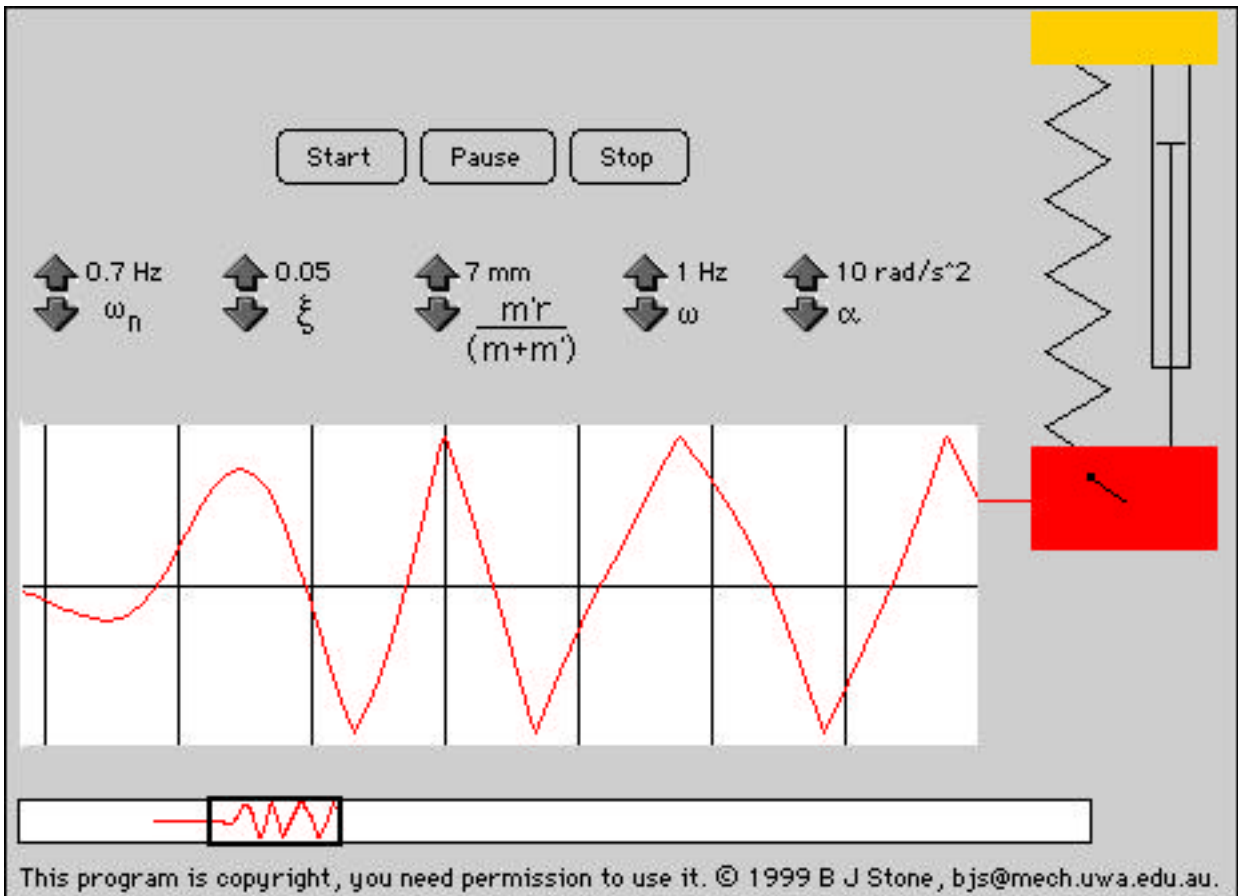 Start Pause Stop
0.7 Hz 0.05 7 mm 1 Hz 10 rad/s^2
ωn ξ m'r ω α
(m+m')
This program is copyright, you need permission to use it. © 1999 B J Stone, bjs@mech.uwa.edu.au.